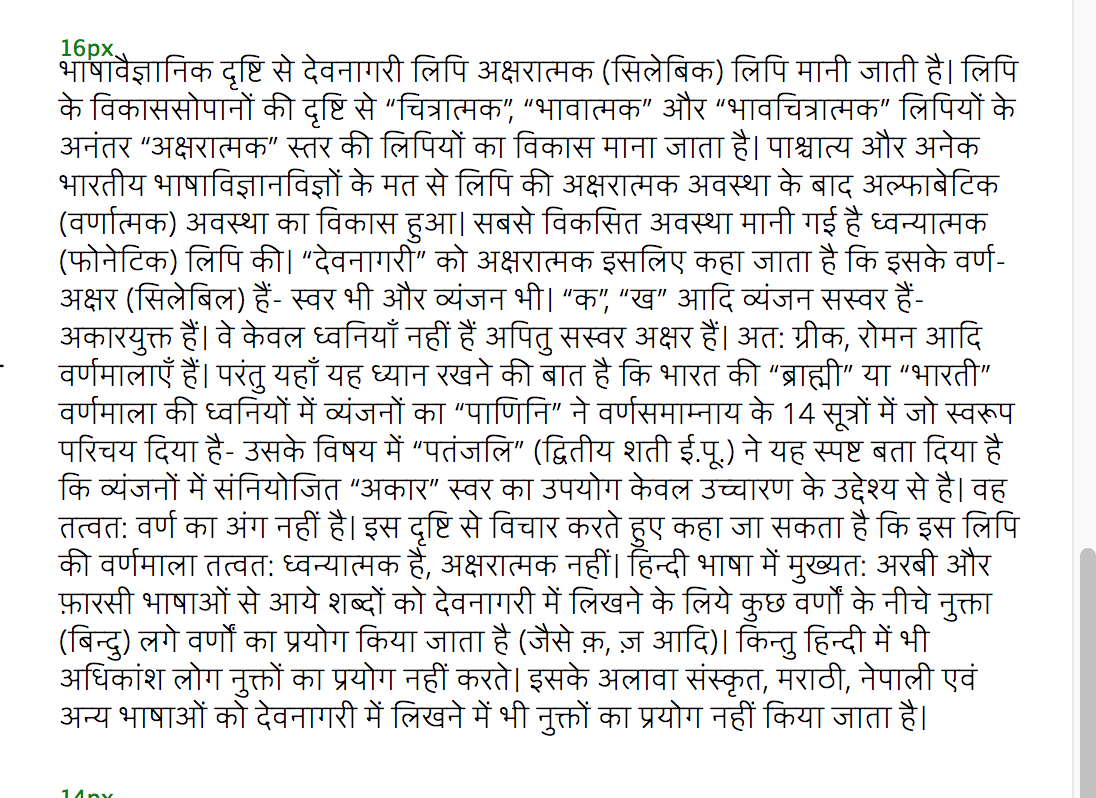 16px
भाषावैज्ञानिक दृष्टि से देवनागरी लिपि अक्षरात्मक (सिलेबिक) लिपि मानी जाती है| लिपि
के विकाससोपानों की दृष्टि से “चित्रात्मक”, “भावात्मक” और “भावचित्रात्मक” लिपियों के
अनंतर “अक्षरात्मक” स्तर की लिपियों का विकास माना जाता है| पाश्चात्य और अनेक
भारतीय भाषाविज्ञानविज्ञों के मत से लिपि की अक्षरात्मक अवस्था के बाद अल्फाबेटिक
(वर्णात्मक) अवस्था का विकास हुआ| सबसे विकसित अवस्था मानी गई है ध्वन्यात्मक
(फोनेटिक) लिपि की| “देवनागरी” को अक्षरात्मक इसलिए कहा जाता है कि इसके वर्ण-
अक्षर (सिलेबिल) हैं- स्वर भी और व्यंजन भी| “क”, “ख” आदि व्यंजन सस्वर हैं-
अकारयुक्त हैं| वे केवल ध्वनियाँ नहीं हैं अपितु सस्वर अक्षर हैं| अत: ग्रीक, रोमन आदि
वर्णमालाएँ हैं| परंतु यहाँ यह ध्यान रखने की बात है कि भारत की “ब्राह्मी” या “भारती”
वर्णमाला की ध्वनियों में व्यंजनों का “पाणिनि” ने वर्णसमाम्नाय के 14 सूत्रों में जो स्वरूप
परिचय दिया है- उसके विषय में “पतंजलि” (द्वितीय शती ई.पू.) ने यह स्पष्ट बता दिया है
कि व्यंजनों में संनियोजित “अकार” स्वर का उपयोग केवल उच्चारण के उद्देश्य से है| वह
तत्वत: वर्ण का अंग नहीं है| इस दृष्टि से विचार करते हुए कहा जा सकता है कि इस लिपि
की वर्णमाला तत्वत: ध्वन्यात्मक है, अक्षरात्मक नहीं| हिन्दी भाषा में मुख्यत: अरबी और
फ़ारसी भाषाओं से आये शब्दों को देवनागरी में लिखने के लिये कुछ वर्णों के नीचे नुक्ता
(बिन्दु) लगे वर्णों का प्रयोग किया जाता है (जैसे क़, ज़ आदि)| किन्तु हिन्दी में भी
अधिकांश लोग नुक्तों का प्रयोग नहीं करते| इसके अलावा संस्कृत, मराठी, नेपाली एवं
अन्य भाषाओं को देवनागरी में लिखने में भी नुक्तों का प्रयोग नहीं किया जाता है|
14px